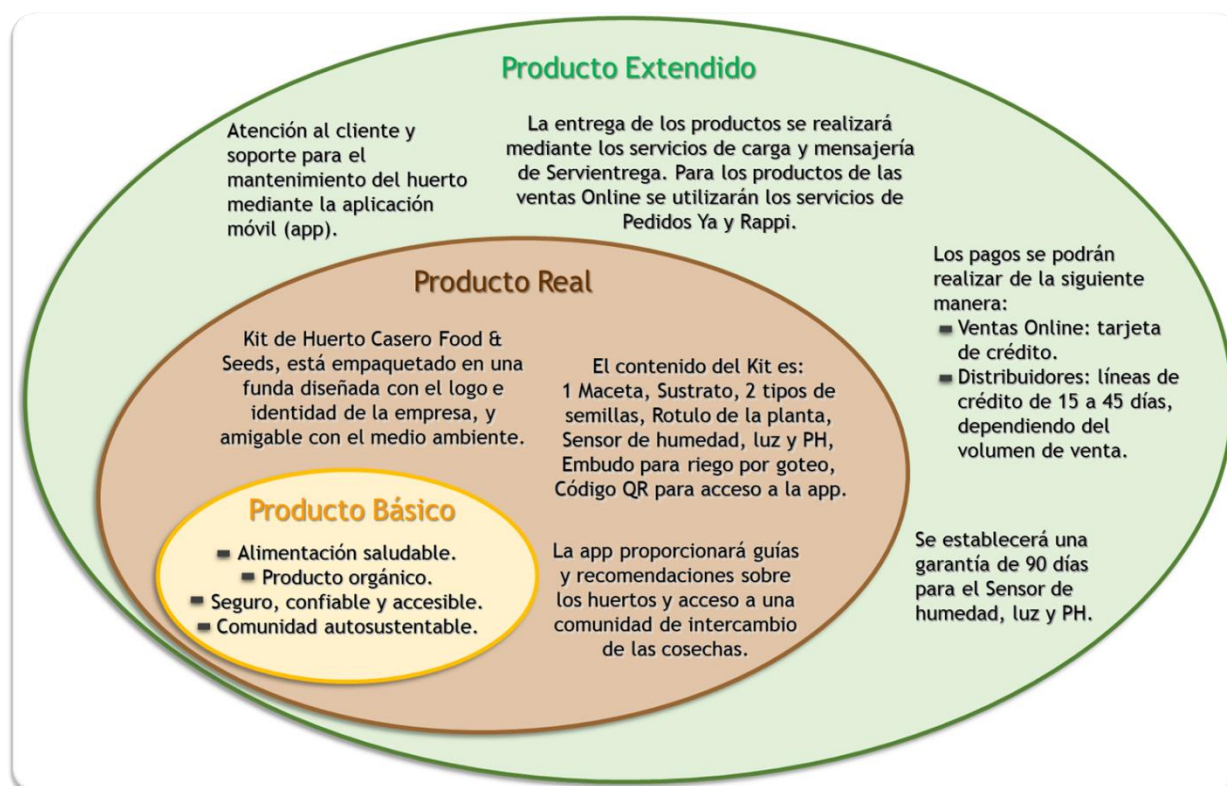 Producto Extendido
Atención al cliente y
soporte para el
mantenimiento del huerto
mediante la aplicación
móvil (app).
La entrega de los productos se realizará
mediante los servicios de carga y mensajería
de Servientrega. Para los productos de las
ventas Online se utilizarán los servicios de
Pedidos Ya y Rappi.
Los pagos se podrán
realizar de la siguiente
manera:
- Ventas Online: tarjeta
de crédito.
- Distribuidores: líneas de
crédito de 15 a 45 días,
dependiendo del
volumen de venta.
Se establecerá una
garantía de 90 días
para el Sensor de
humedad, luz y PH.
Producto Real
Kit de Huerto Casero Food &
Seeds, está empaquetado en una
funda diseñada con el logo e
identidad de la empresa, y
amigable con el medio ambiente.
El contenido del Kit es:
1 Maceta, Sustrato, 2 tipos de
semillas, Rotulo de la planta,
Sensor de humedad, luz y PH,
Embudo para riego por goteo,
Código QR para acceso a la app.
La app proporcionará guías
y recomendaciones sobre
los huertos y acceso a una
comunidad de intercambio
de las cosechas.
Producto Básico
- Alimentación saludable.
- Producto orgánico.
- Seguro, confiable y accesible.
- Comunidad autosustentable.